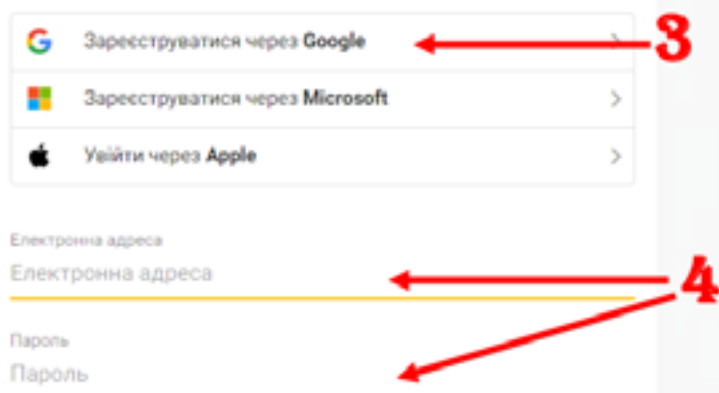 Зареєструватися через Google
3
Зареєструватися через Microsoft
Увійти через Apple
Електронна адреса
Електронна адреса
4
Пароль
Пароль